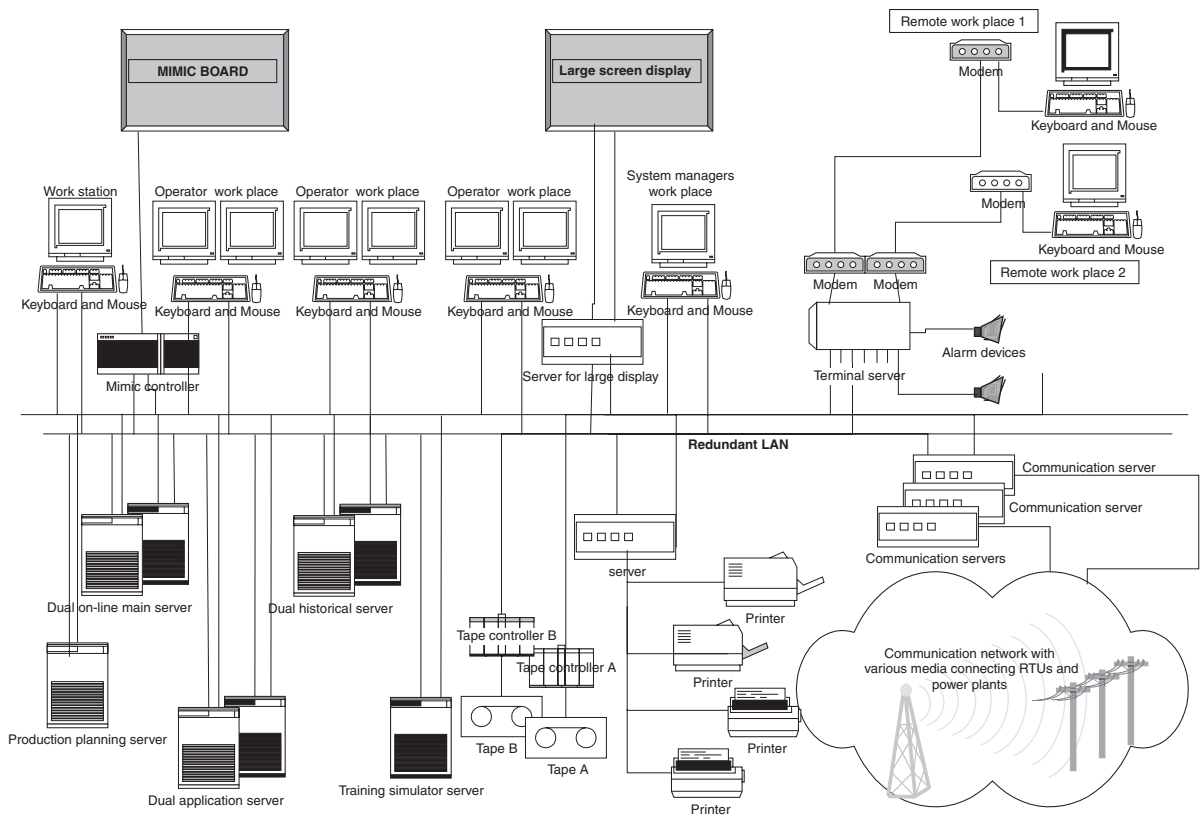 Remote work place 1
MIMIC BOARD
Large screen display
Modem
Keyboard and Mouse
Work station
Operator work place
Operator work place
Operator work place
System managers
work place
Modem
Keyboard and Mouse
Remote work place 2
Modem
Modem
Keyboard and Mouse
Keyboard and Mouse
Keyboard and Mouse
Keyboard and Mouse
Keyboard and Mouse
Alarm devices
Mimic controller
Server for large display
Terminal server
Redundant LAN
Communication server
Communication server
Communication servers
server
Dual on-line main server
Dual historical server
Printer
Tape controller B
Tape controller A
Printer
Communication network with
various media connecting RTUs and
power plants
Production planning server
Tape B
Printer
Tape A
Dual application server
Training simulator server
Printer